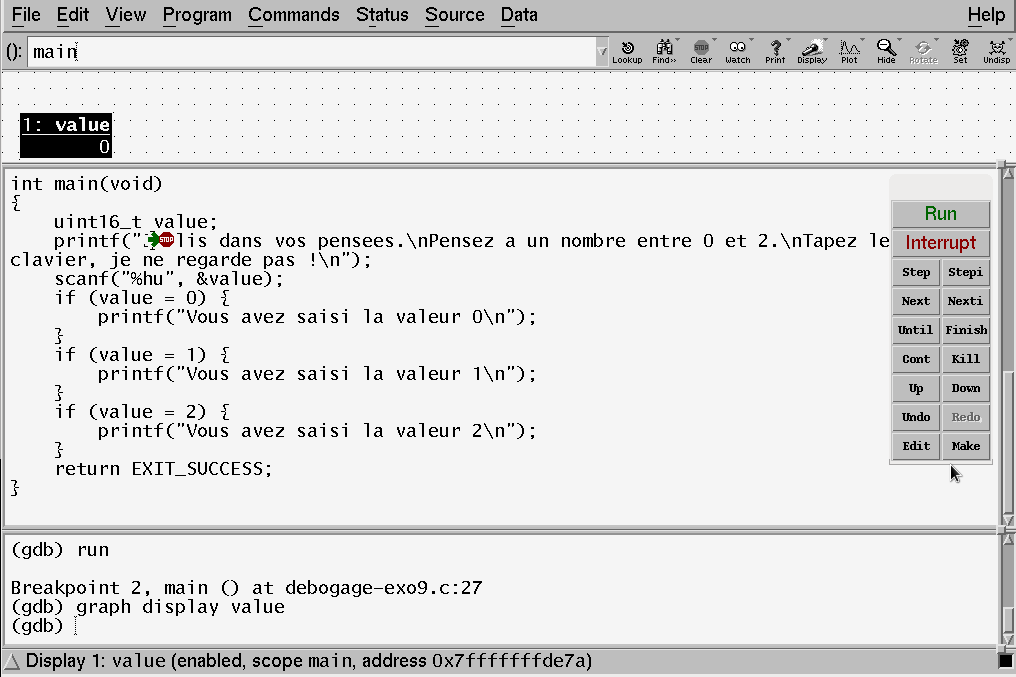 File Edit View Program Commands Status Source Data Help
(): main
Lookup Find>> Clear Watch Print Display Plot Hide Rotate Set Undisp
STOP
1: value
0
int main(void)
{
    uint16_t value;
    printf("J STOP lis dans vos pensees.\nPensez a un nombre entre 0 et 2.\nTapez le
clavier, je ne regarde pas !\n");
    scanf("%hu", &value);
    if (value = 0) {
        printf("Vous avez saisi la valeur 0\n");
    }
    if (value = 1) {
        printf("Vous avez saisi la valeur 1\n");
    }
    if (value = 2) {
        printf("Vous avez saisi la valeur 2\n");
    }
    return EXIT_SUCCESS;
}
Run
Interrupt
Step Stepi
Next Nexti
Until Finish
Cont Kill
Up Down
Undo Redo
Edit Make
(gdb) run
Breakpoint 2, main () at debogage-exo9.c:27
(gdb) graph display value
(gdb)
Display 1: value (enabled, scope main, address 0x7fffffffde7a)